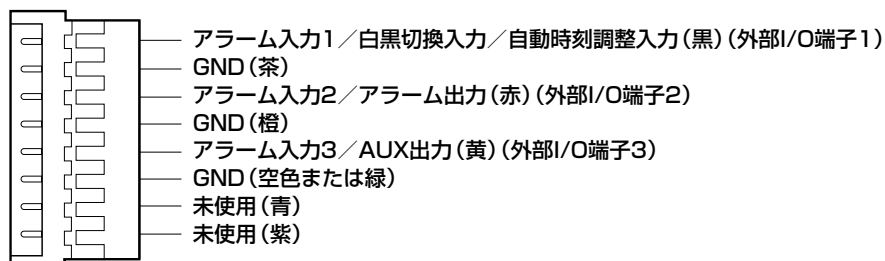 アラーム入力1／白黒切換入力／自動時刻調整入力（黒）（外部I/O端子1）
GND（茶）
アラーム入力2／アラーム出力（赤）（外部I/O端子2）
GND（橙）
アラーム入力3／AUX出力（黄）（外部I/O端子3）
GND（空色または緑）
未使用（青）
未使用（紫）